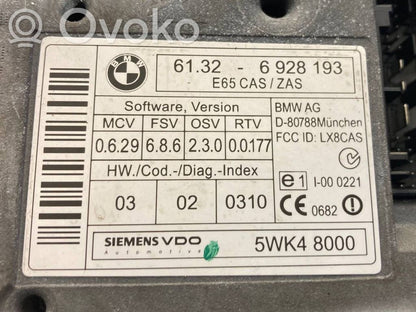 Ovoko
BMW
61.32 - 6 928 193
E65 CAS / ZAS
Software, Version
MCV FSV OSV RTV
0.6.29 6.8.6 2.3.0 0.0177
HW./Cod.-/Diag.-Index
03 02 0310
BMW AG
D-80788München
FCC ID: LX8CAS
e1 I-00 0221
CE 0682 !
SIEMENS VDO
Automotive
5WK4 8000